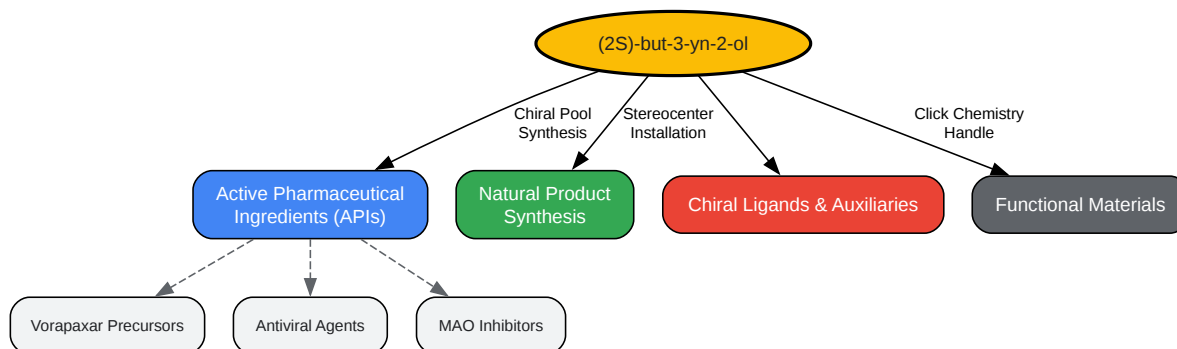 (2S)-but-3-yn-2-ol
Chiral Pool
Synthesis
Stereocenter
Installation
Click Chemistry
Handle
Active Pharmaceutical
Ingredients (APIs)
Natural Product
Synthesis
Chiral Ligands & Auxiliaries
Functional Materials
Vorapaxar Precursors
Antiviral Agents
MAO Inhibitors